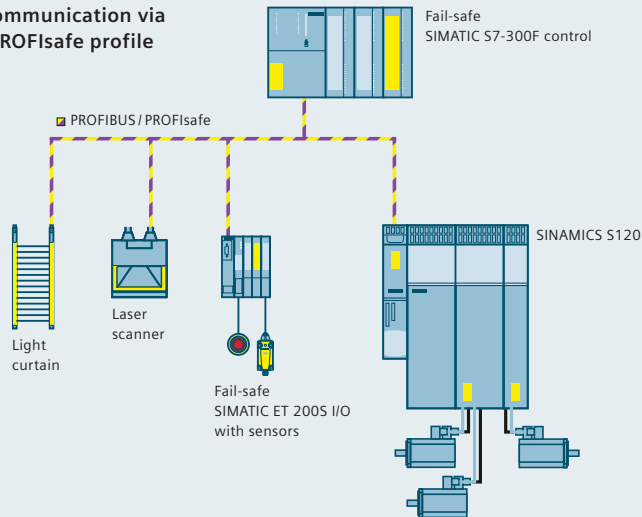 ommunication via
ROFIsafe profile
Fail-safe
SIMATIC S7-300F control
PROFIBUS / PROFIsafe
SINAMICS S120
Light
curtain
Laser
scanner
Fail-safe
SIMATIC ET 200S I/O
with sensors